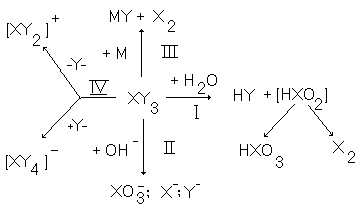 MY + X₂
[XY₂]⁺
+ M III
-Y-
+ H₂O
IV XY₃ I HY + [HXO₂]
+Y-
[XY₄]⁻ + OH⁻ II HXO₃ X₂
XO₃⁻; X⁻; Y⁻